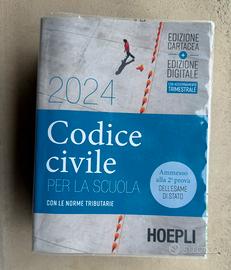 EDIZIONE
CARTACEA
+
EDIZIONE
DIGITALE
CON AGGIORNAMENTO
TRIMESTRALE
2024
Codice
civile
PER LA SCUOLA
CON LE NORME TRIBUTARIE
Ammesso
alla 2ª prova
DELL'ESAME
DI STATO
HOEPLI
subito